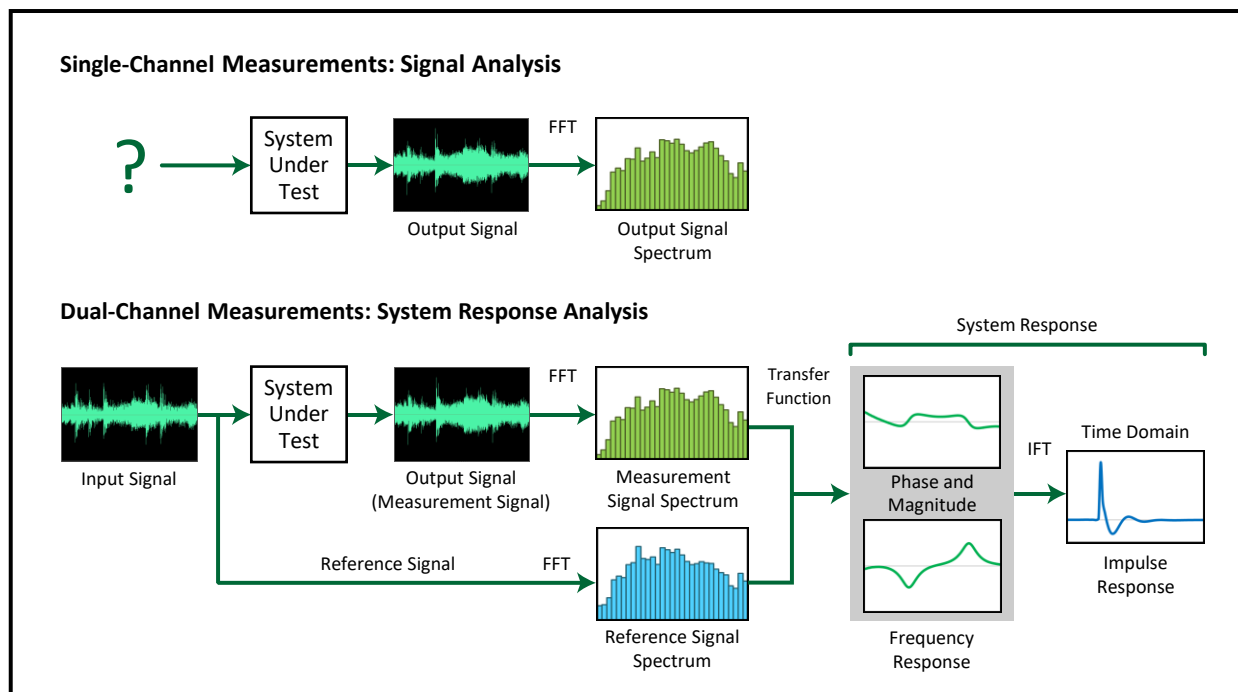 Single-Channel Measurements: Signal Analysis
?
System
Under
Test
FFT
Output Signal
Output Signal
Spectrum
Dual-Channel Measurements: System Response Analysis
System Response
System
Under
Test
FFT
Transfer
Function
Input Signal
Output Signal
(Measurement Signal)
Measurement
Signal Spectrum
Phase and
Magnitude
IFT
Time Domain
Impulse
Response
Reference Signal
FFT
Reference Signal
Spectrum
Frequency
Response